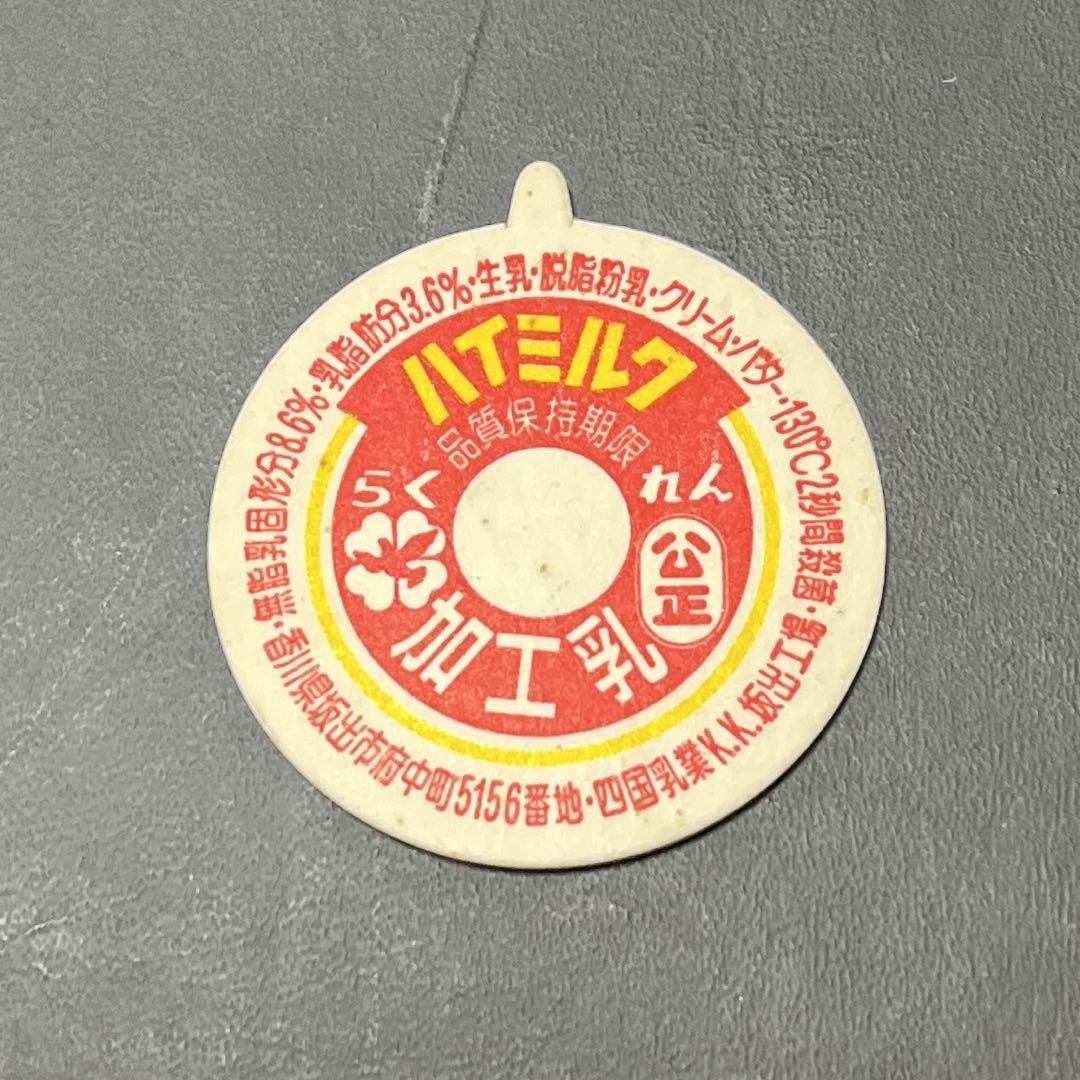 ハイミルク
品質保持期限
らく れん
公正
加工乳
無脂乳固形分8.6%・乳脂肪分3.6%・生乳・脱脂粉乳・クリーム・バター・130℃2秒間殺菌・製造工場
四国乳業K.K.坂出工場・香川県坂出市府中町5156番地